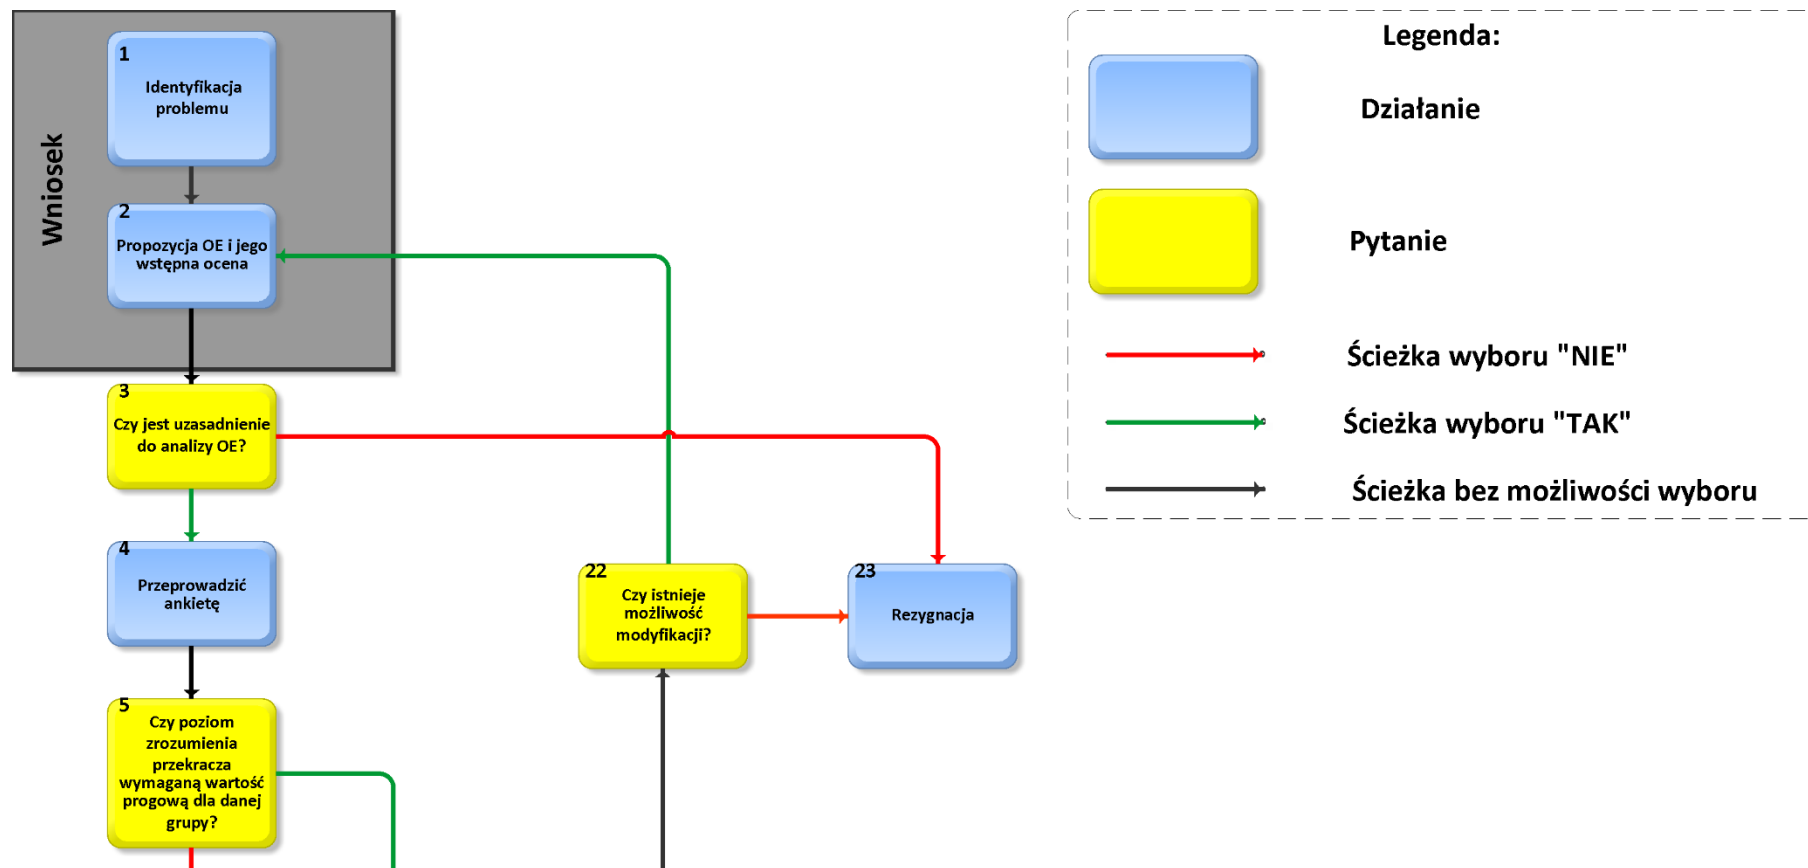 Wniosek
1
Identyfikacja
problemu
2
Propozycja OE i jego
wstępna ocena
3
Czy jest uzasadnienie
do analizy OE?
4
Przeprowadzić
ankietę
5
Czy poziom
zrozumienia
przekracza
wymaganą wartość
progową dla danej
grupy?
22
Czy istnieje
możliwość
modyfikacji?
23
Rezygnacja
Legenda:
Działanie
Pytanie
Ścieżka wyboru "NIE"
Ścieżka wyboru "TAK"
Ścieżka bez możliwości wyboru